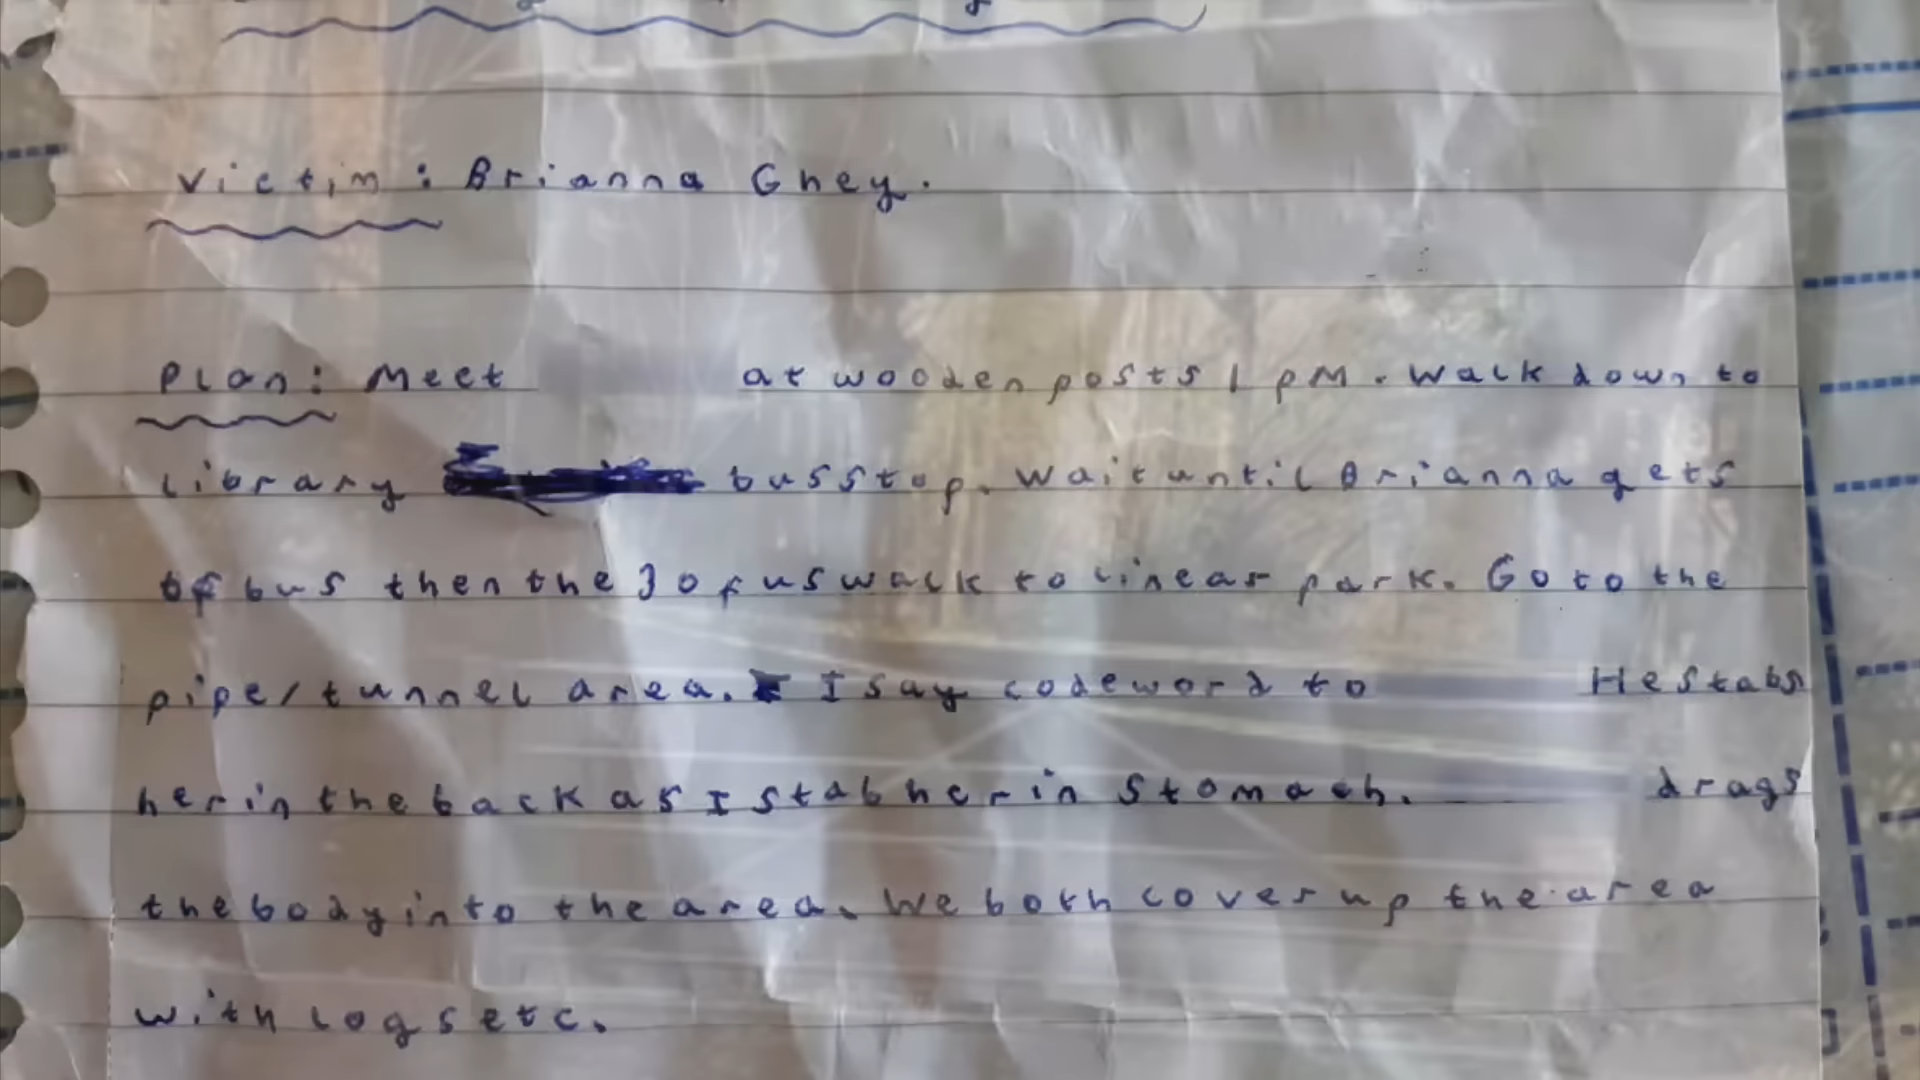 Victim: Brianna Ghey.
Plan: Meet at wooden posts 1 pM. Walk down to
library bus stop. Wait until Brianna gets
of bus then the 3 of us walk to linear park. Go to the
pipe/tunnel area. I say codeword to He stabs
her in the back as I stab her in stomach. drags
the body into the area. We both cover up the area
with logs etc.